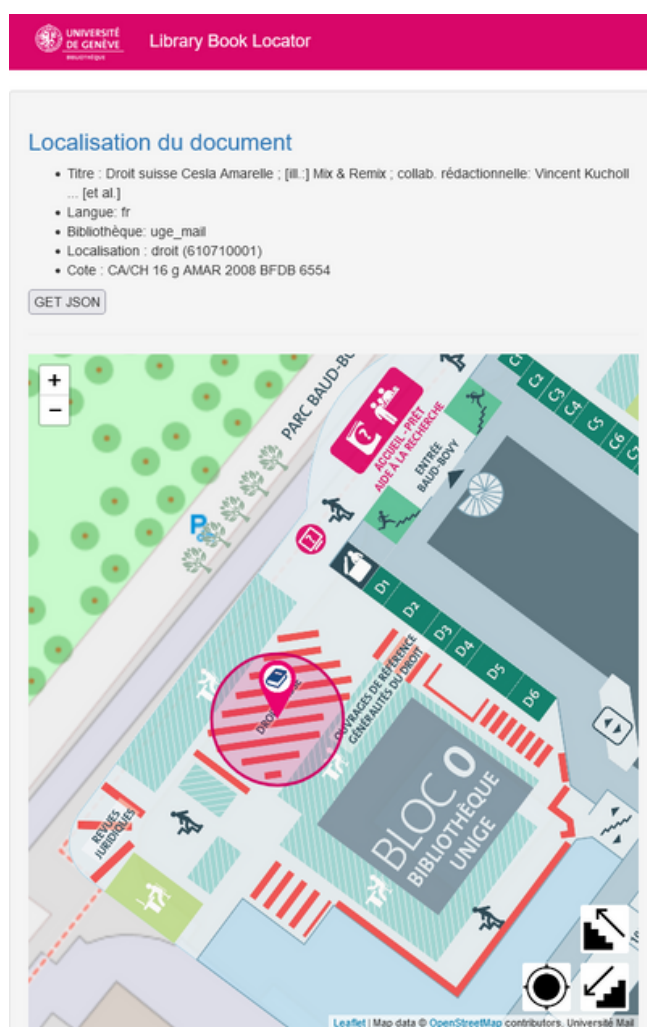 UNIVERSITÉ
DE GENÈVE
Library Book Locator
Localisation du document
• Titre : Droit suisse Cesla Amarelle ; [ill.:] Mix & Remix ; collab. rédactionnelle: Vincent Kucholl
... [et al.]
• Langue: fr
• Bibliothèque: uge_mail
• Localisation : droit (610710001)
• Cote : CA/CH 16 g AMAR 2008 BFDB 6554
GET JSON
+
−
PARC BAUD-BO
ACCUEIL - PRÊT
AIDE À LA RECHERCHE
ENTRÉE
BAUD-BOVY
C1
C2
C3
C4
C5
C6
P
?
?
D1
D2
D3
D4
D5
D6
OUVRAGES DE RÉFÉRENCE
GÉNÉRALITÉS DU DROIT
REVUES
JURIDIQUES
BLOC 0
BIBLIOTHÈQUE
UNIGE
Leaflet | Map data © OpenStreetMap contributors, Université Mail